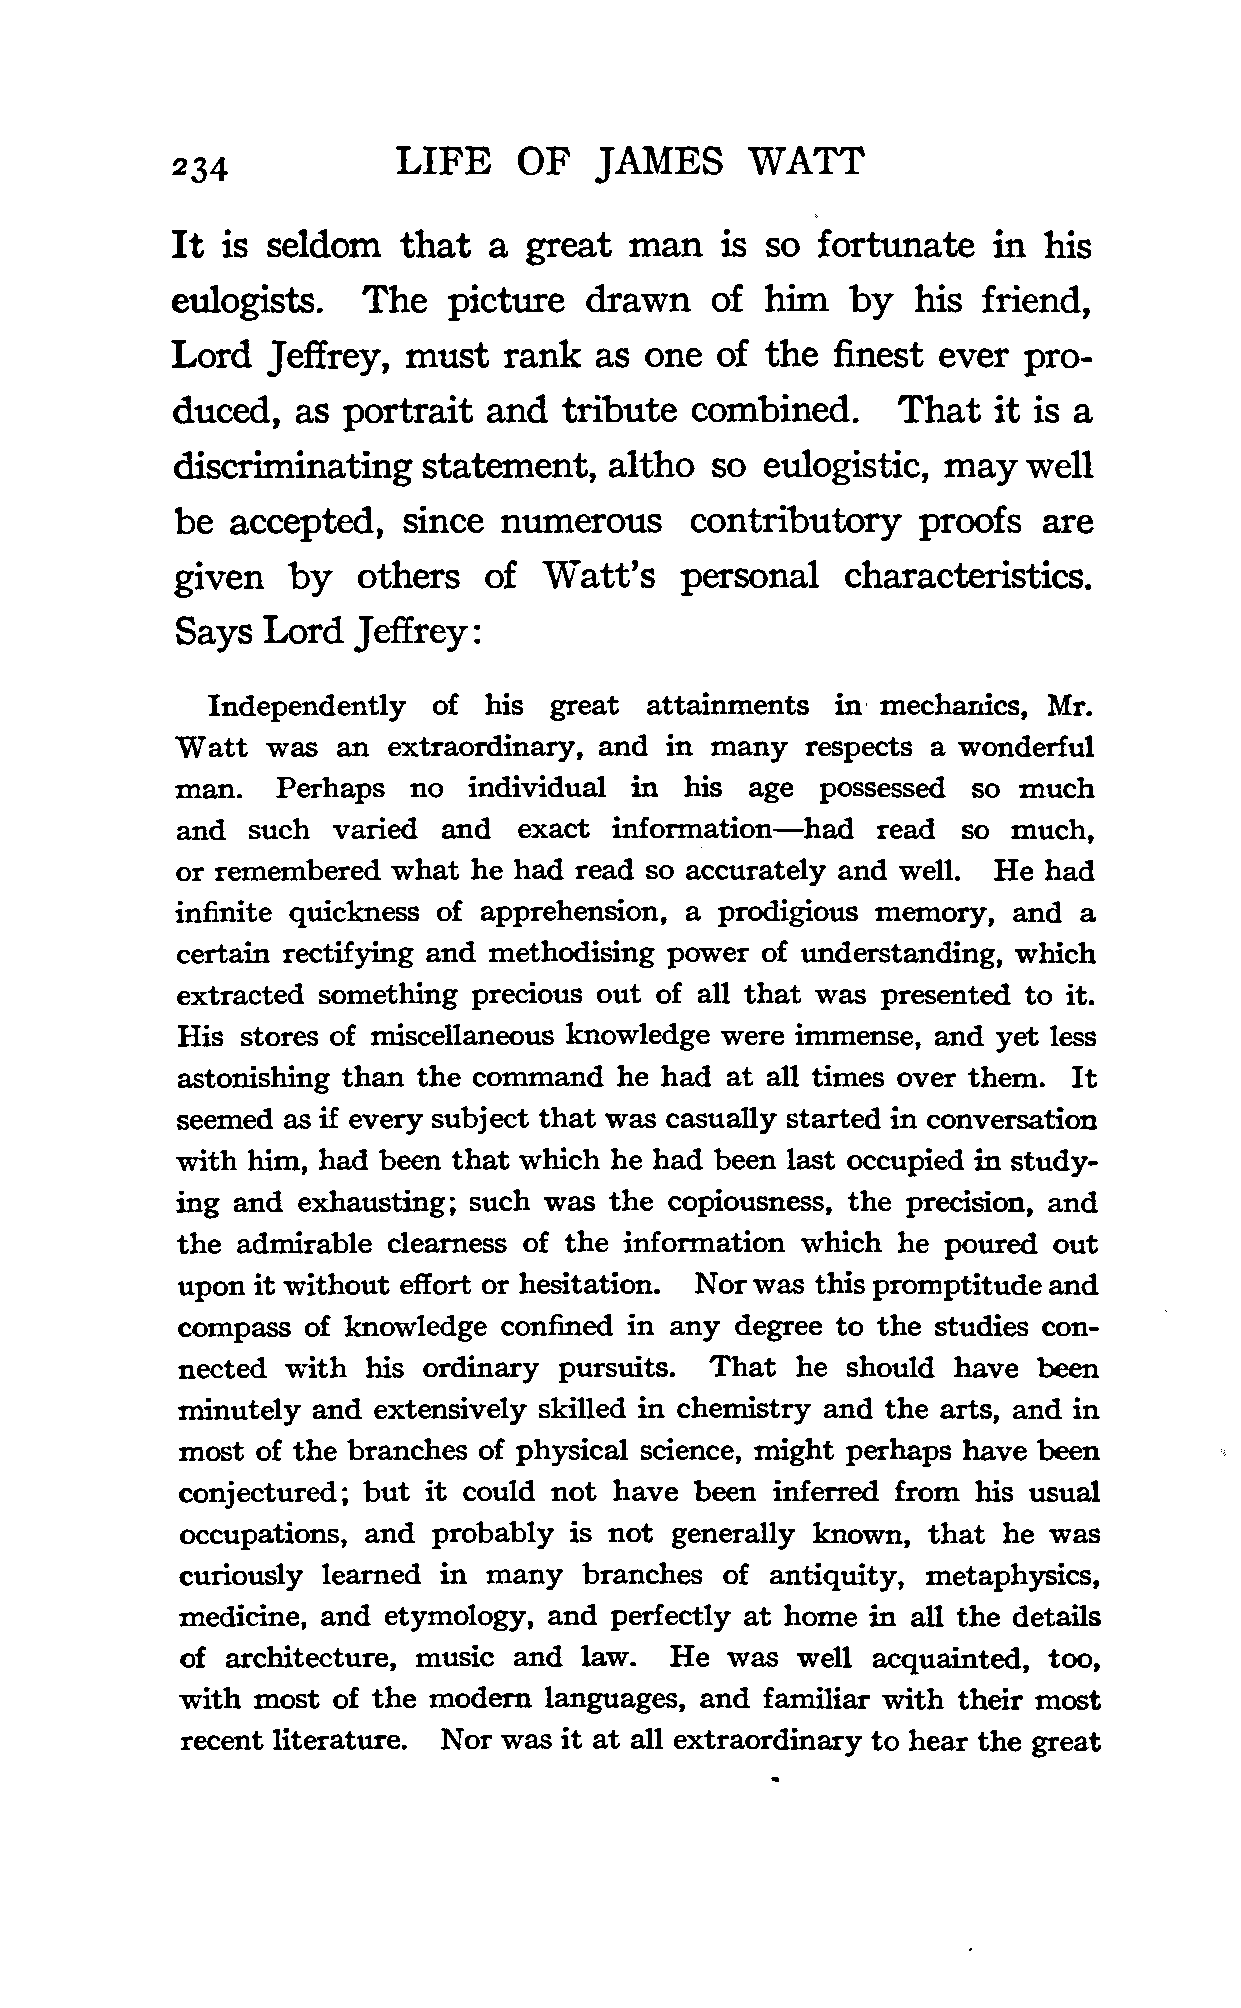 234 LIFE OF JAMES WATT
It is seldom that a great man is so fortunate in his
eulogists. The picture drawn of him by his friend,
Lord Jeffrey, must rank as one of the finest ever pro-
duced, as portrait and tribute combined. That it is a
discriminating statement, altho so eulogistic, may well
be accepted, since numerous contributory proofs are
given by others of Watt's personal characteristics.
Says Lord Jeffrey:
Independently of his great attainments in mechanics, Mr.
Watt was an extraordinary, and in many respects a wonderful
man. Perhaps no individual in his age possessed so much
and such varied and exact information—had read so much,
or remembered what he had read so accurately and well. He had
infinite quickness of apprehension, a prodigious memory, and a
certain rectifying and methodising power of understanding, which
extracted something precious out of all that was presented to it.
His stores of miscellaneous knowledge were immense, and yet less
astonishing than the command he had at all times over them. It
seemed as if every subject that was casually started in conversation
with him, had been that which he had been last occupied in study-
ing and exhausting; such was the copiousness, the precision, and
the admirable clearness of the information which he poured out
upon it without effort or hesitation. Nor was this promptitude and
compass of knowledge confined in any degree to the studies con-
nected with his ordinary pursuits. That he should have been
minutely and extensively skilled in chemistry and the arts, and in
most of the branches of physical science, might perhaps have been
conjectured; but it could not have been inferred from his usual
occupations, and probably is not generally known, that he was
curiously learned in many branches of antiquity, metaphysics,
medicine, and etymology, and perfectly at home in all the details
of architecture, music and law. He was well acquainted, too,
with most of the modern languages, and familiar with their most
recent literature. Nor was it at all extraordinary to hear the great